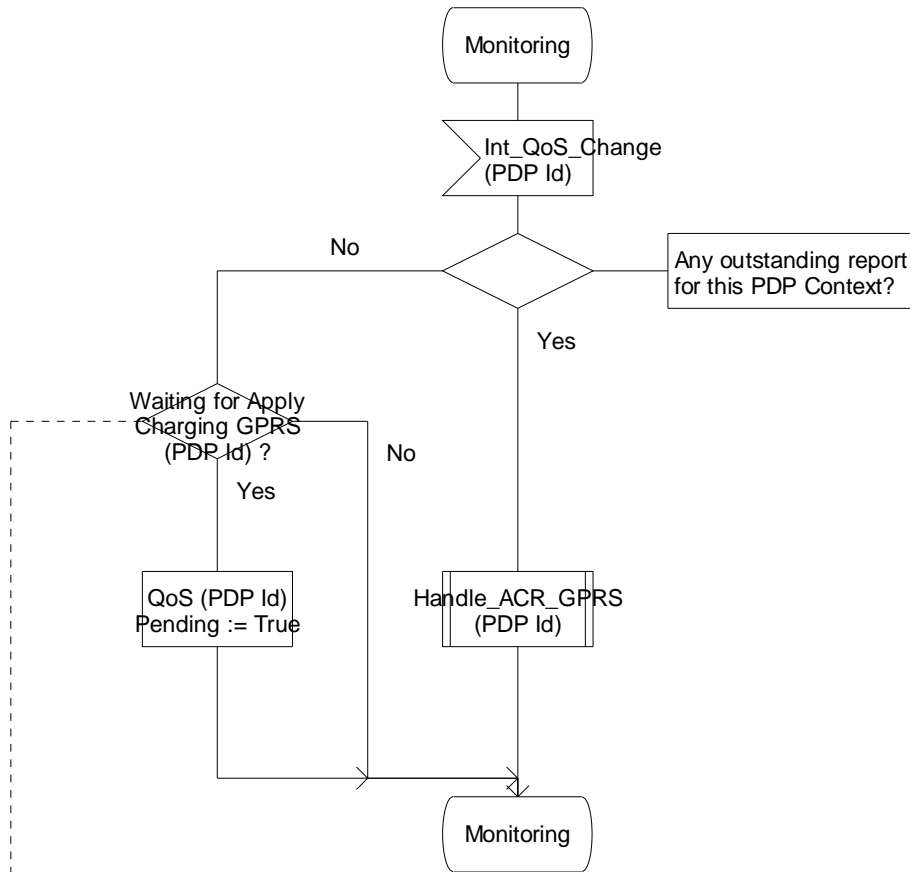 Monitoring
Int_QoS_Change
(PDP Id)
No
Any outstanding report
for this PDP Context?
Yes
Waiting for Apply
Charging GPRS
(PDP Id) ?
No
Yes
QoS (PDP Id)
Pending := True
Handle_ACR_GPRS
(PDP Id)
Monitoring